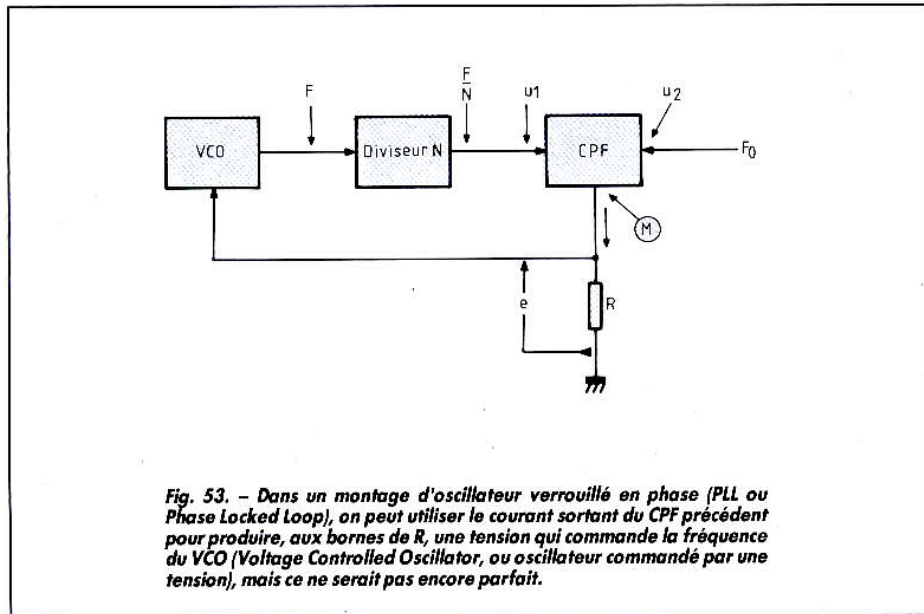 F
F
N
u1
u2
VCO
Diviseur N
CPF
F0
M
e
R
Fig. 53. – Dans un montage d'oscillateur verrouillé en phase (PLL ou
Phase Locked Loop), on peut utiliser le courant sortant du CPF précédent
pour produire, aux bornes de R, une tension qui commande la fréquence
du VCO (Voltage Controlled Oscillator, ou oscillateur commandé par une
tension), mais ce ne serait pas encore parfait.